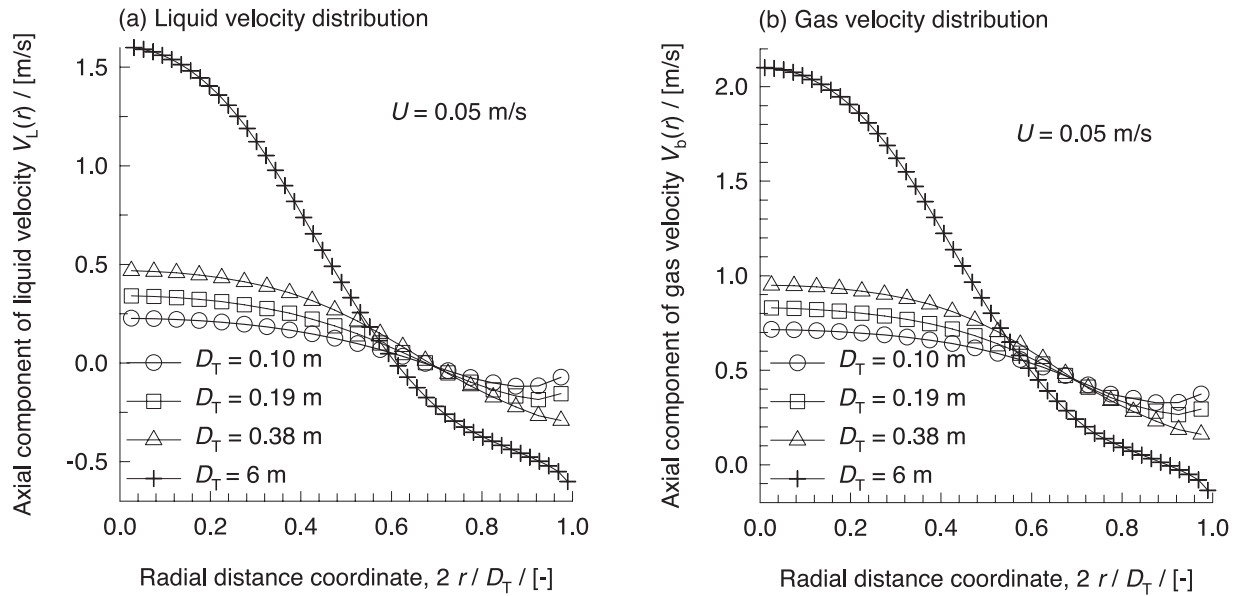 (a) Liquid velocity distribution
Axial component of liquid velocity V_L(r) / [m/s]
1.5
1.0
0.5
0.0
-0.5
U = 0.05 m/s
D_T = 0.10 m
D_T = 0.19 m
D_T = 0.38 m
D_T = 6 m
0.0 0.2 0.4 0.6 0.8 1.0
Radial distance coordinate, 2 r / D_T / [-]
(b) Gas velocity distribution
Axial component of gas velocity V_b(r) / [m/s]
2.0
1.5
1.0
0.5
0.0
U = 0.05 m/s
D_T = 0.10 m
D_T = 0.19 m
D_T = 0.38 m
D_T = 6 m
0.0 0.2 0.4 0.6 0.8 1.0
Radial distance coordinate, 2 r / D_T / [-]